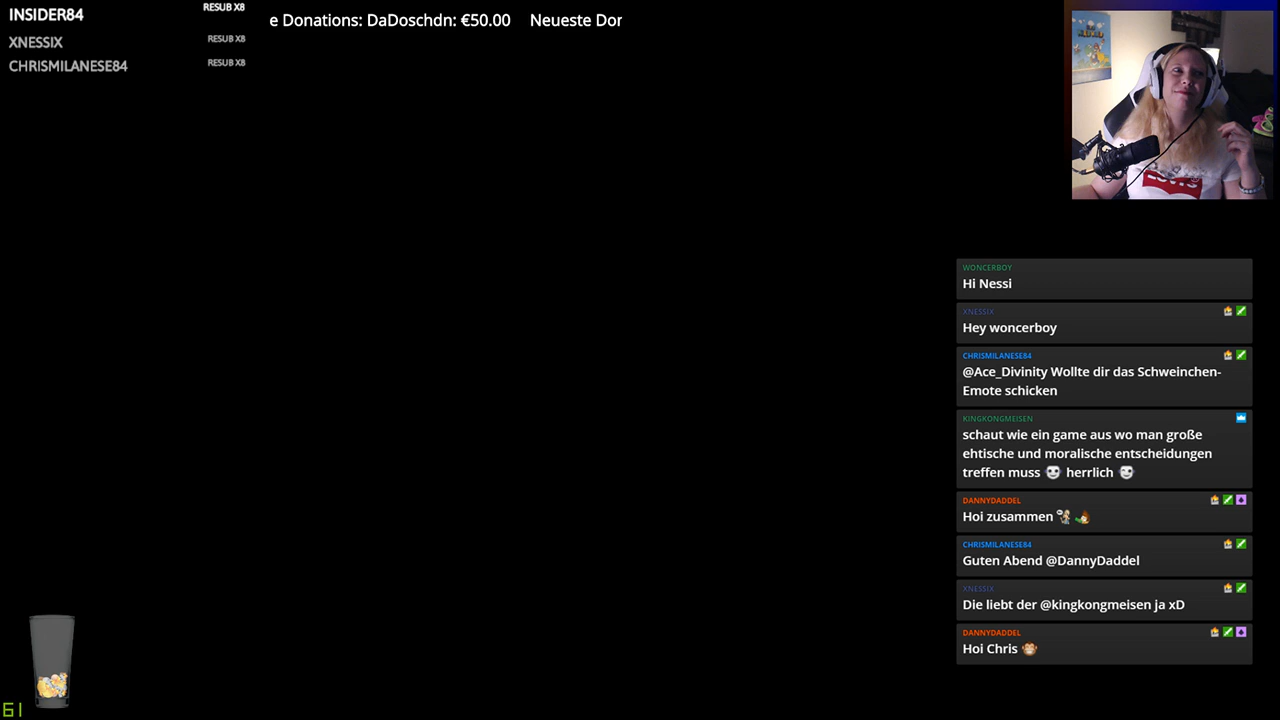 INSIDER84 RESUB X8
XNESSIX RESUB X8
CHRISMILANESE84 RESUB X8
e Donations: DaDoschdn: €50.00 Neueste Dor
WONCERBOY
Hi Nessi
XNESSIX
Hey woncerboy
CHRISMILANESE84
@Ace_Divinity Wollte dir das Schweinchen-
Emote schicken
KINGKONGMEISEN
schaut wie ein game aus wo man große
ehtische und moralische entscheidungen
treffen muss herrlich
DANNYDADDEL
Hoi zusammen
CHRISMILANESE84
Guten Abend @DannyDaddel
XNESSIX
Die liebt der @kingkongmeisen ja xD
DANNYDADDEL
Hoi Chris
61